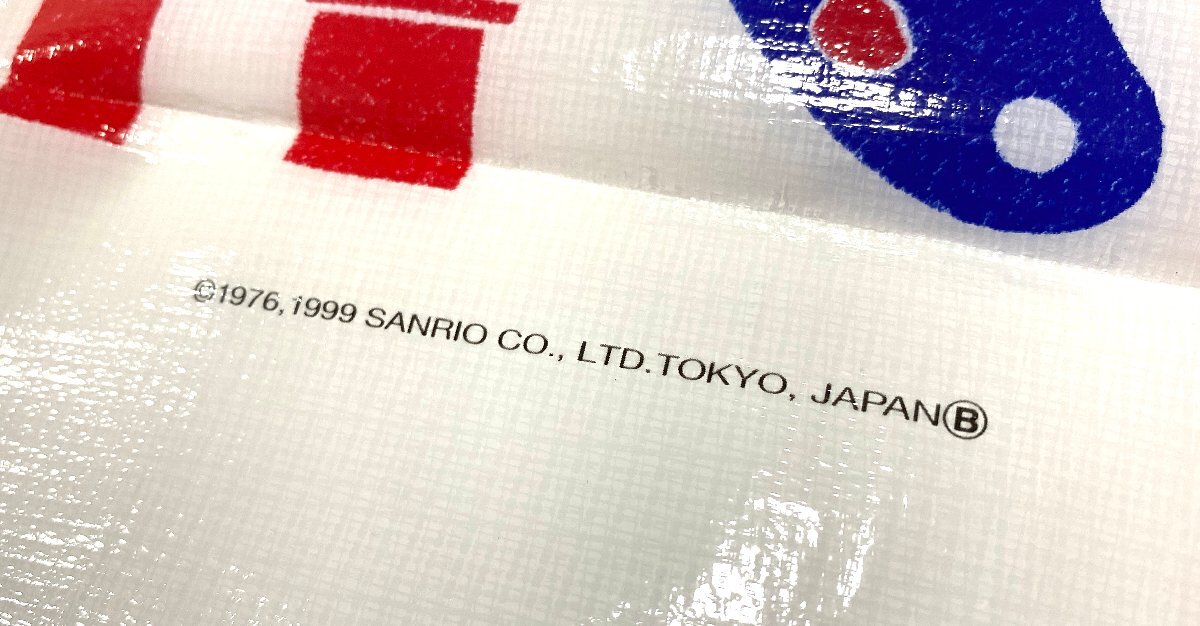 ©1976, 1999 SANRIO CO., LTD. TOKYO, JAPAN Ⓑ